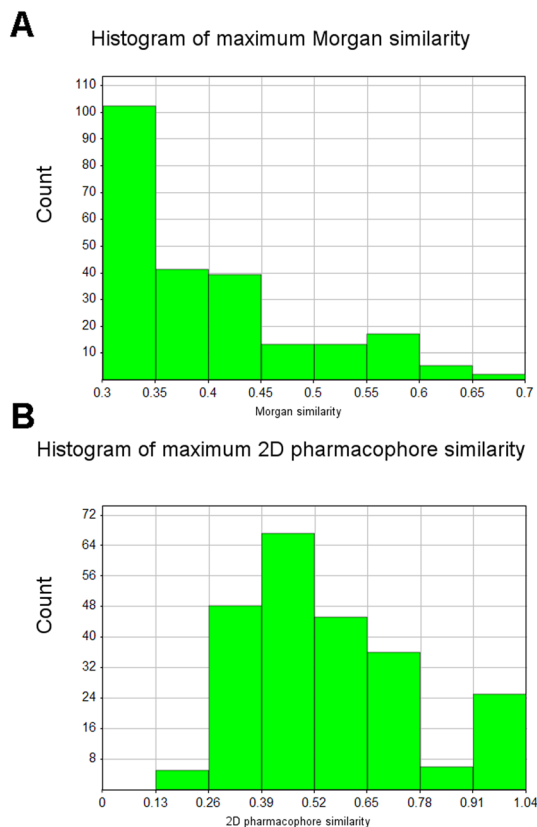 A
Histogram of maximum Morgan similarity
Count
110
100
90
80
70
60
50
40
30
20
10
0.3 0.35 0.4 0.45 0.5 0.55 0.6 0.65 0.7
Morgan similarity
B
Histogram of maximum 2D pharmacophore similarity
Count
72
64
56
48
40
32
24
16
8
0 0.13 0.26 0.39 0.52 0.65 0.78 0.91 1.04
2D pharmacophore similarity